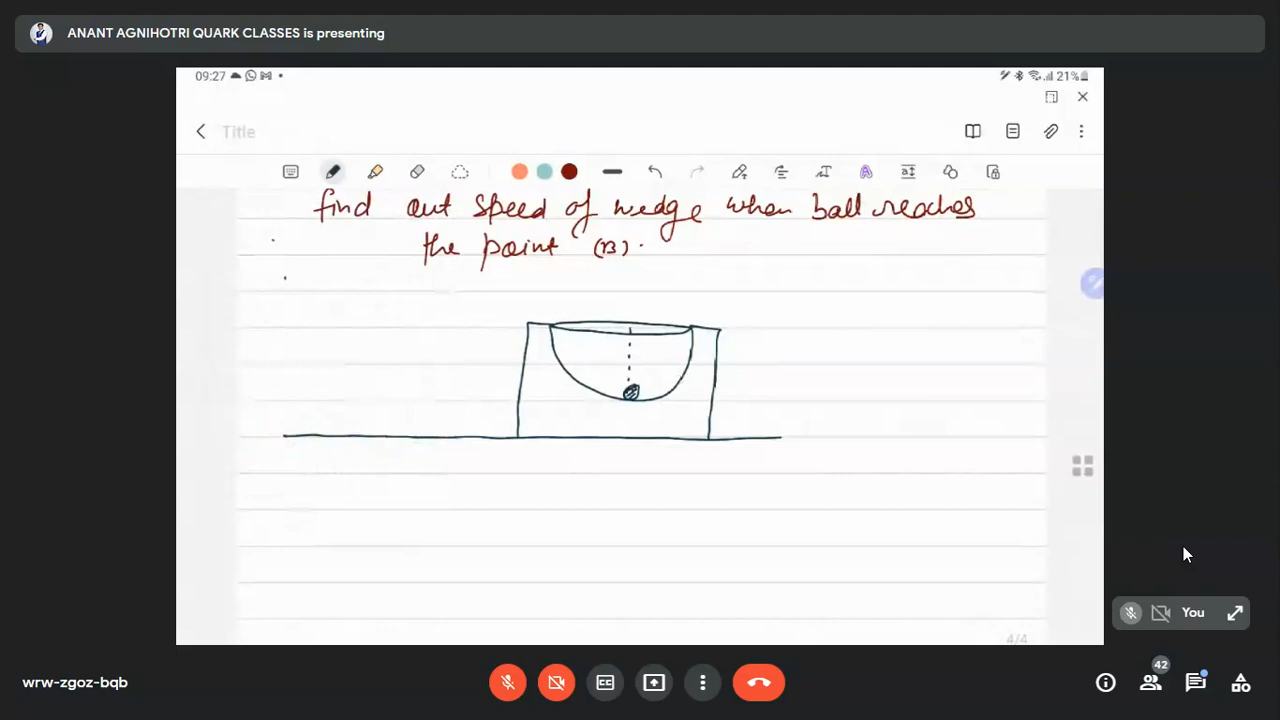 ANANT AGNIHOTRI QUARK CLASSES is presenting
09:27
21%
Title
find out speed of wedge when ball reaches
the point (B).
You
4/4
wrw-zgoz-bqb
CC
42